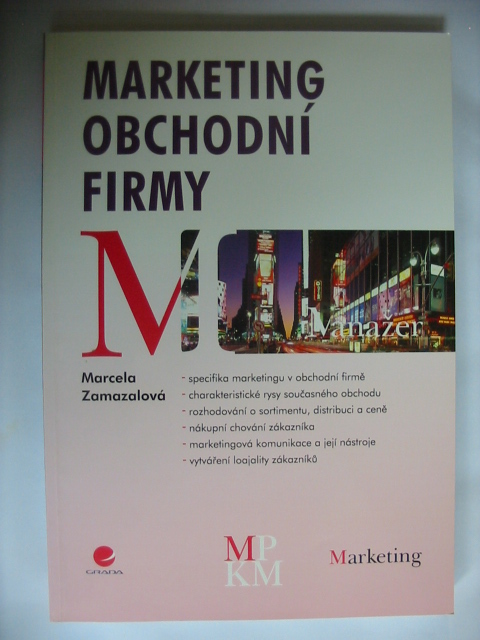 MARKETING
OBCHODNÍ
FIRMY
M
Manažer
Marcela
Zamazalová
- specifika marketingu v obchodní firmě
- charakteristické rysy současného obchodu
- rozhodování o sortimentu, distribuci a ceně
- nákupní chování zákazníka
- marketingová komunikace a její nástroje
- vytváření loajality zákazníků
GRADA
MP
KM
Marketing